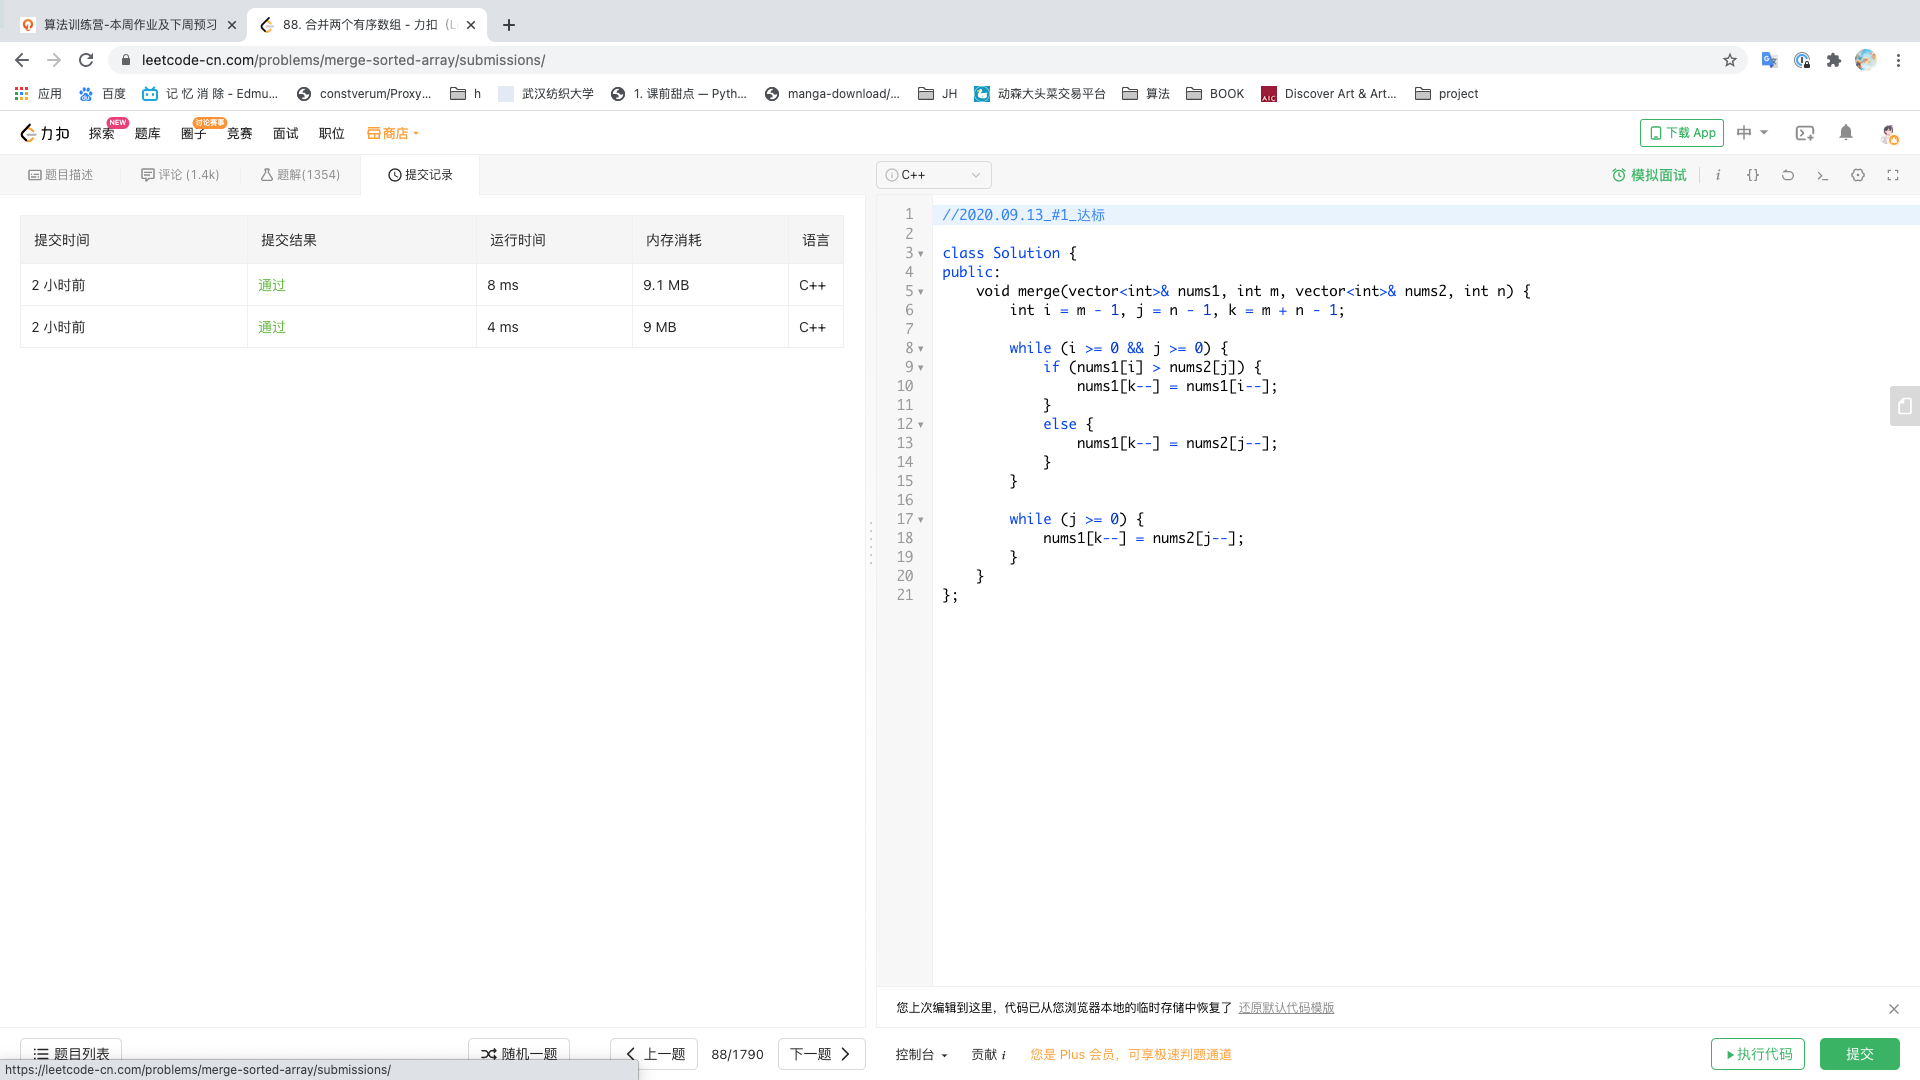 算法训练营-本周作业及下周预习
88. 合并两个有序数组 - 力扣（L
leetcode-cn.com/problems/merge-sorted-array/submissions/
应用 百度 记 忆 消 除 - Edmu... constverum/Proxy... h 武汉纺织大学 1. 课前甜点 — Pyth... manga-download/... JH 动森大头菜交易平台 算法 BOOK Discover Art & Art... project
力扣 探索 NEW 题库 圈子 讨论赛事 竞赛 面试 职位 商店 下载 App 中
题目描述 评论 (1.4k) 题解(1354) 提交记录
C++ 模拟面试 i {}
提交时间 提交结果 运行时间 内存消耗 语言
2 小时前 通过 8 ms 9.1 MB C++
2 小时前 通过 4 ms 9 MB C++
1 //2020.09.13_#1_达标
2
3 class Solution {
4 public:
5 void merge(vector<int>& nums1, int m, vector<int>& nums2, int n) {
6 int i = m - 1, j = n - 1, k = m + n - 1;
7
8 while (i >= 0 && j >= 0) {
9 if (nums1[i] > nums2[j]) {
10 nums1[k--] = nums1[i--];
11 }
12 else {
13 nums1[k--] = nums2[j--];
14 }
15 }
16
17 while (j >= 0) {
18 nums1[k--] = nums2[j--];
19 }
20 }
21 };
您上次编辑到这里，代码已从您浏览器本地的临时存储中恢复了 还原默认代码模版
题目列表 随机一题 上一题 88/1790 下一题
控制台 贡献 i 您是 Plus 会员，可享极速判题通道 执行代码 提交
https://leetcode-cn.com/problems/merge-sorted-array/submissions/